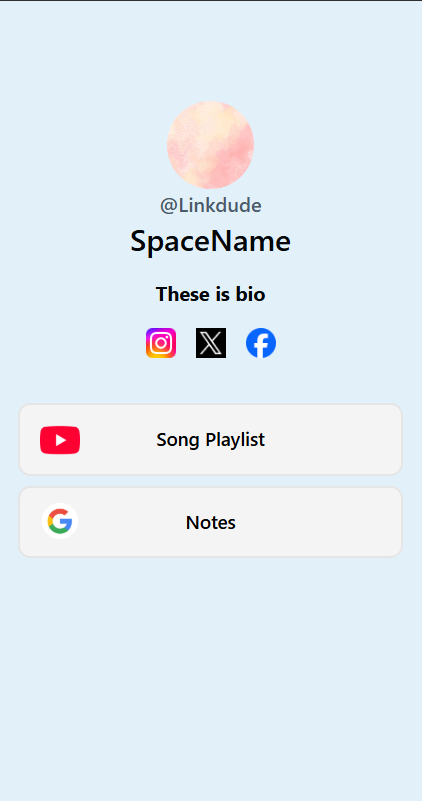 @Linkdude
SpaceName
These is bio
Song Playlist
Notes